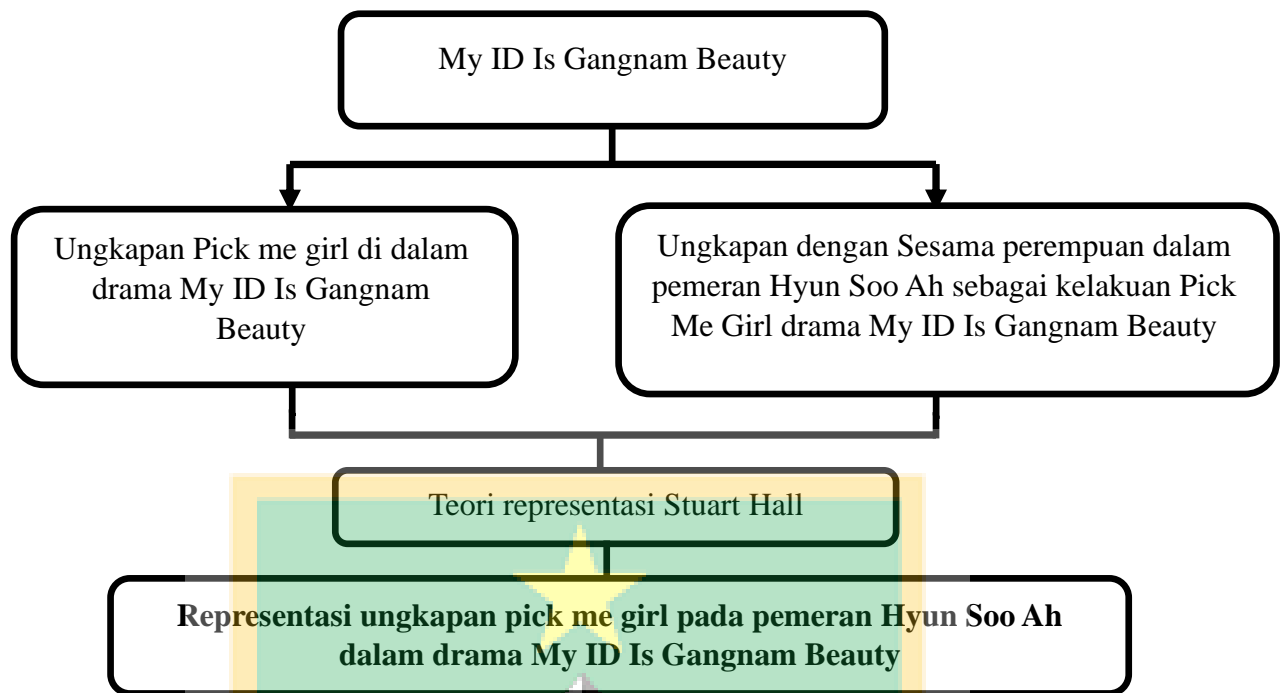 My ID Is Gangnam Beauty
Ungkapan Pick me girl di dalam
drama My ID Is Gangnam
Beauty
Ungkapan dengan Sesama perempuan dalam
pemeran Hyun Soo Ah sebagai kelakuan Pick
Me Girl drama My ID Is Gangnam Beauty
Teori representasi Stuart Hall
Representasi ungkapan pick me girl pada pemeran Hyun Soo Ah
dalam drama My ID Is Gangnam Beauty